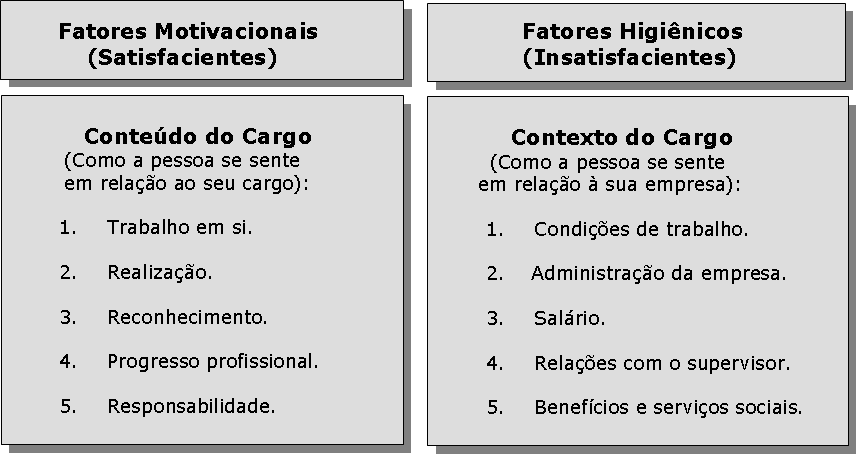 Fatores Motivacionais
(Satisfacientes)
Fatores Higiênicos
(Insatisfacientes)
Conteúdo do Cargo
(Como a pessoa se sente
em relação ao seu cargo):
1. Trabalho em si.
2. Realização.
3. Reconhecimento.
4. Progresso profissional.
5. Responsabilidade.
Contexto do Cargo
(Como a pessoa se sente
em relação à sua empresa):
1. Condições de trabalho.
2. Administração da empresa.
3. Salário.
4. Relações com o supervisor.
5. Benefícios e serviços sociais.